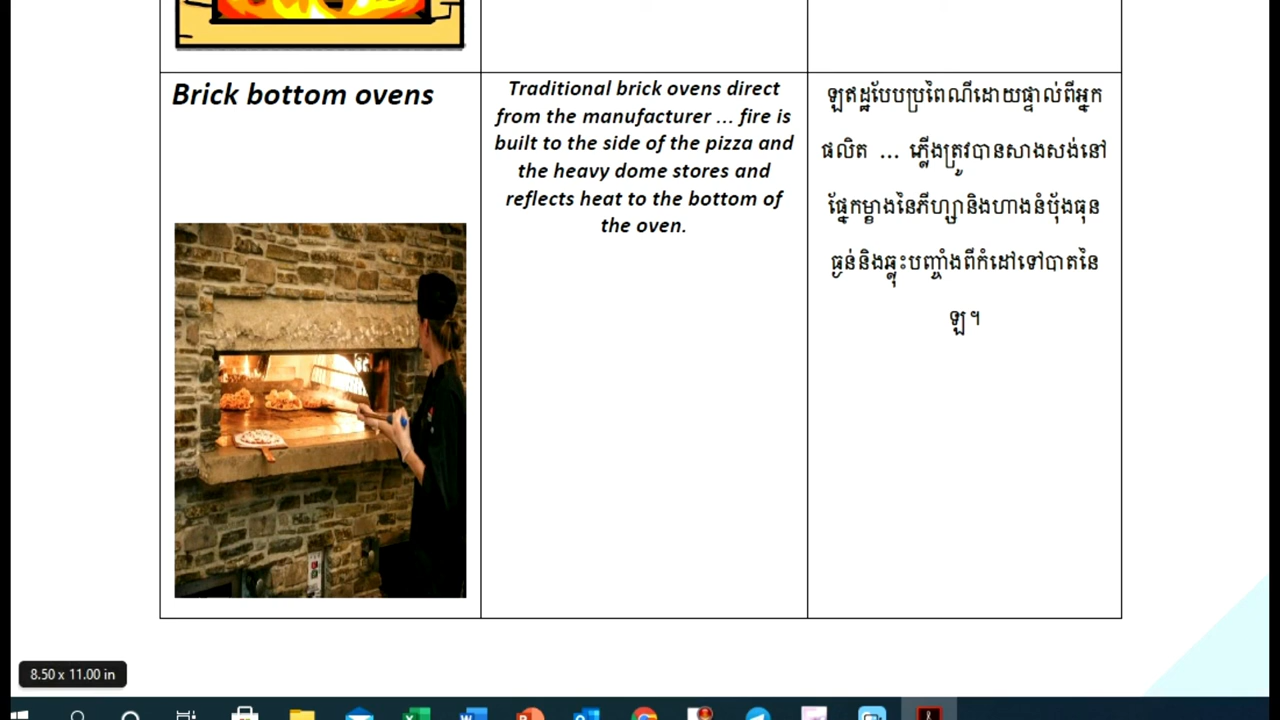 Brick bottom ovens
Traditional brick ovens direct
from the manufacturer ... fire is
built to the side of the pizza and
the heavy dome stores and
reflects heat to the bottom of
the oven.
ឡឥដ្ឋបែបប្រពៃណីដោយផ្ទាល់ពីអ្នក
ផលិត ... ភ្លើងត្រូវបានសាងសង់នៅ
ផ្នែកម្ខាងនៃភីហ្សានិងហាងនំប៉័ងធុន
ធ្ងន់និងឆ្លុះបញ្ចាំងពីកំដៅទៅបាតនៃ
ឡ។
8.50 x 11.00 in